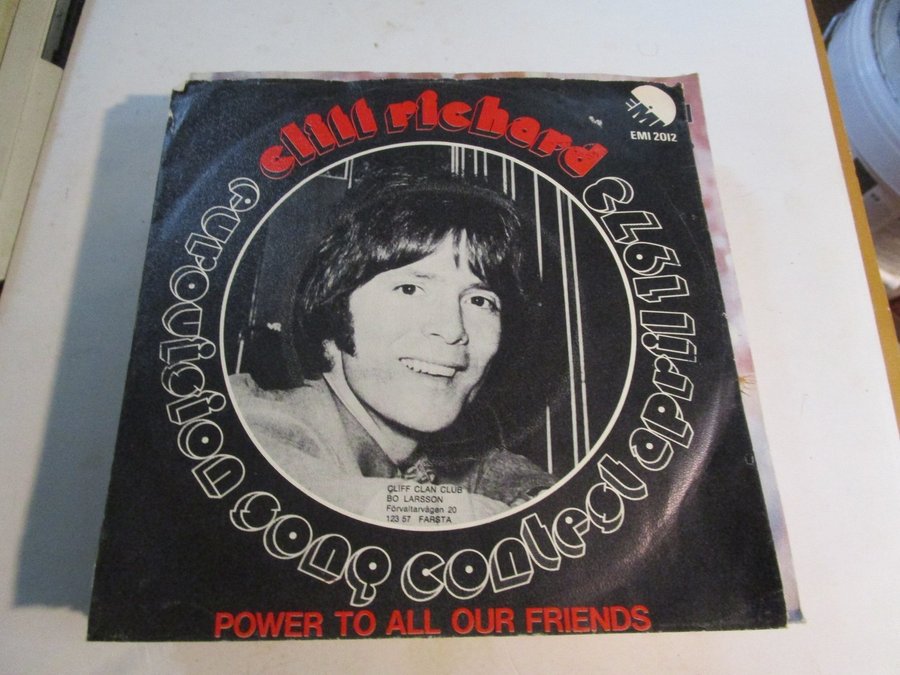 cliff richard
EMI
EMI 2012
eurovision song contest april 1973
CLIFF CLAN CLUB
BO LARSSON
Förvaltarvägen 20
123 57 FARSTA
POWER TO ALL OUR FRIENDS